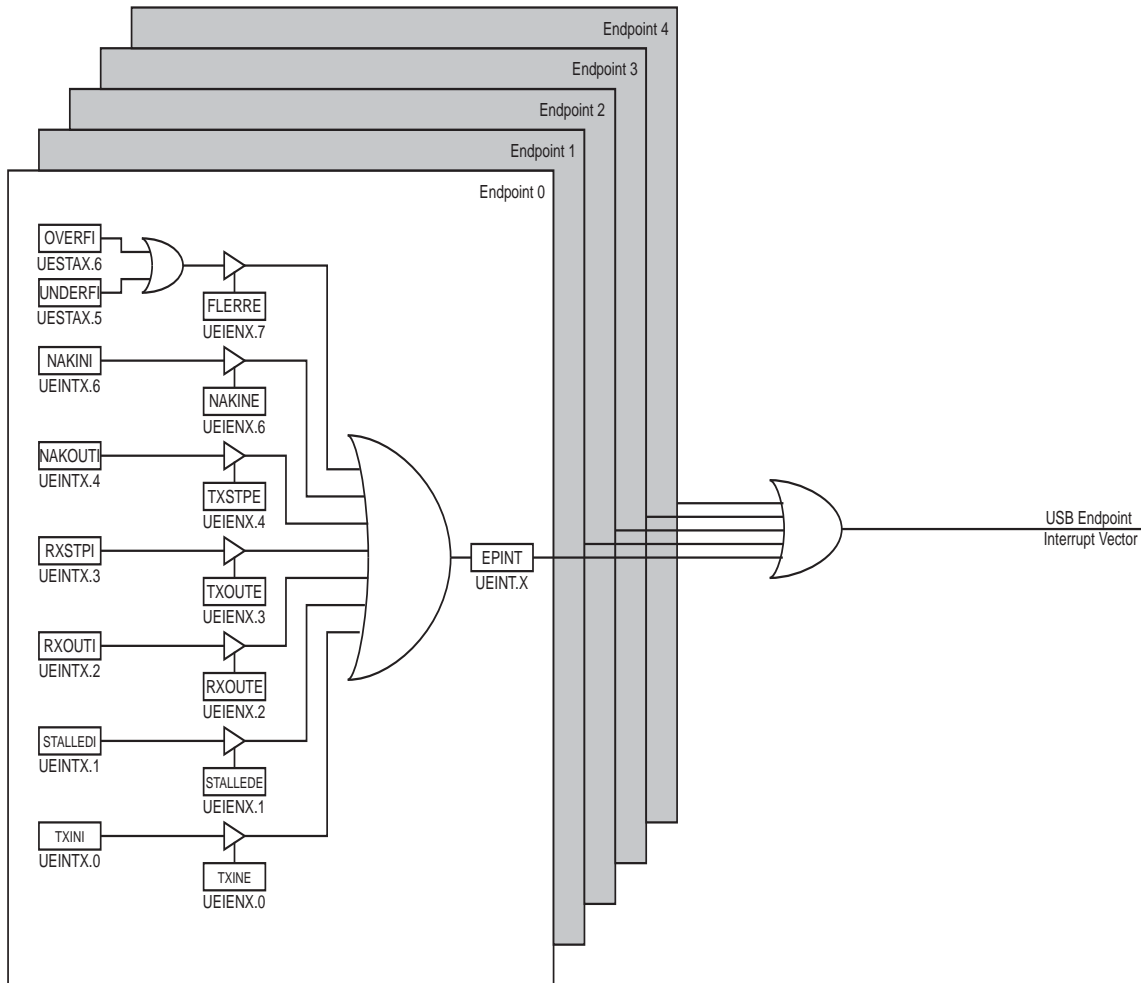 Endpoint 4
Endpoint 3
Endpoint 2
Endpoint 1
Endpoint 0
OVERFI
UESTAX.6
UNDERFI
UESTAX.5
FLERRE
UEIENX.7
NAKINI
UEINTX.6
NAKINE
UEIENX.6
NAKOUTI
UEINTX.4
TXSTPE
UEIENX.4
RXSTPI
UEINTX.3
TXOUTE
UEIENX.3
RXOUTI
UEINTX.2
RXOUTE
UEIENX.2
STALLEDI
UEINTX.1
STALLEDE
UEIENX.1
TXINI
UEINTX.0
TXINE
UEIENX.0
EPINT
UEINT.X
USB Endpoint
Interrupt Vector